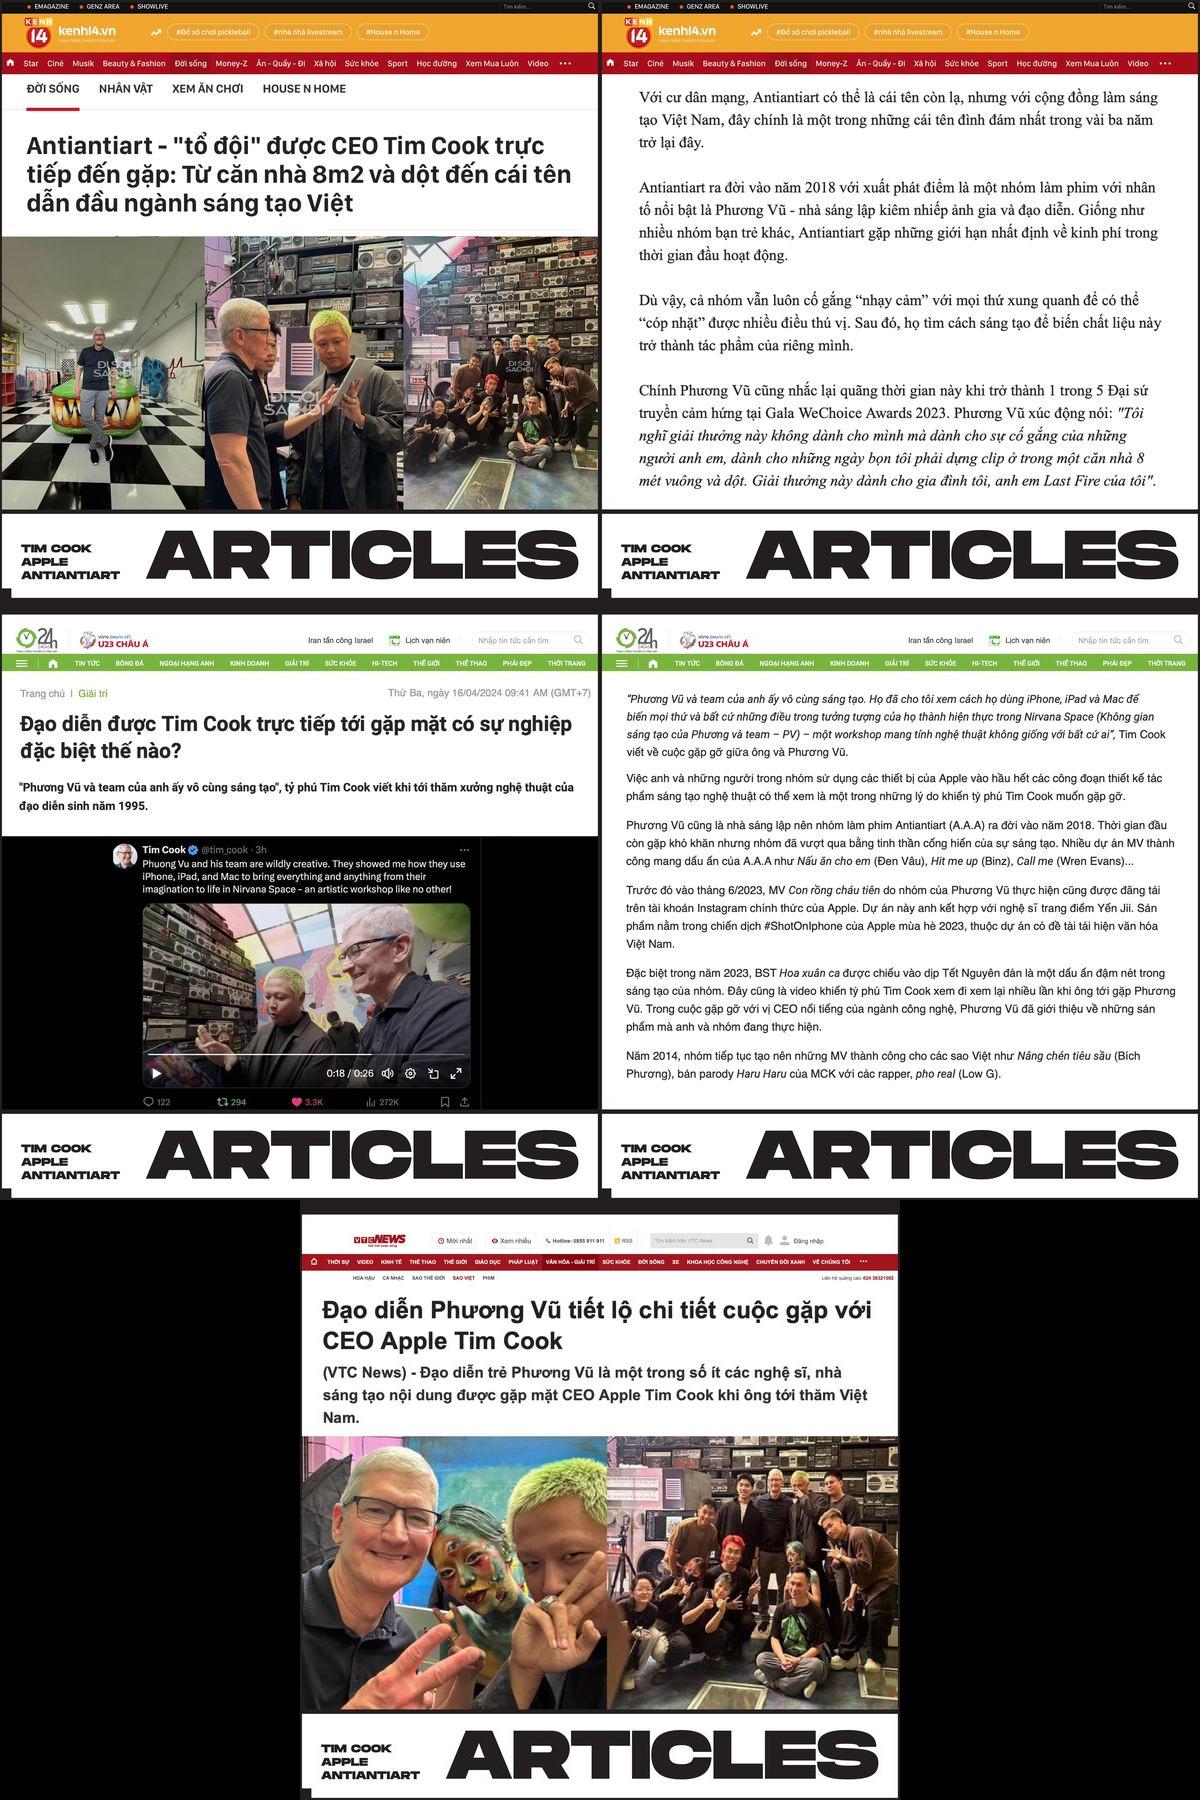 EMAGAZINE GENZ AREA SHOWLIVE
Tìm kiếm...
KENH 14 kenh14.vn
#Đổ xô chơi pickleball #nhà nhà livestream #House n Home
Star Ciné Musik Beauty & Fashion Đời sống Money-Z Ăn - Quẩy - Đi Xã hội Sức khỏe Sport Học đường Xem Mua Luôn Video •••
ĐỜI SỐNG NHÂN VẬT XEM ĂN CHƠI HOUSE N HOME
Antiantiart - "tổ đội" được CEO Tim Cook trực
tiếp đến gặp: Từ căn nhà 8m2 và dột đến cái tên
dẫn đầu ngành sáng tạo Việt
ĐI SOI
SAO ĐI
ĐI SOI
SAO ĐI
ĐI SOI
SAO ĐI
TIM COOK
APPLE
ANTIANTIART
ARTICLES
EMAGAZINE GENZ AREA SHOWLIVE
Tìm kiếm...
KENH 14 kenh14.vn
#Đổ xô chơi pickleball #nhà nhà livestream #House n Home
Star Ciné Musik Beauty & Fashion Đời sống Money-Z Ăn - Quẩy - Đi Xã hội Sức khỏe Sport Học đường Xem Mua Luôn Video •••
Với cư dân mạng, Antiantiart có thể là cái tên còn lạ, nhưng với cộng đồng làm sáng
tạo Việt Nam, đây chính là một trong những cái tên đình đám nhất trong vài ba năm
trở lại đây.
Antiantiart ra đời vào năm 2018 với xuất phát điểm là một nhóm làm phim với nhân
tố nổi bật là Phương Vũ - nhà sáng lập kiêm nhiếp ảnh gia và đạo diễn. Giống như
nhiều nhóm bạn trẻ khác, Antiantiart gặp những giới hạn nhất định về kinh phí trong
thời gian đầu hoạt động.
Dù vậy, cả nhóm vẫn luôn cố gắng “nhạy cảm” với mọi thứ xung quanh để có thể
“cóp nhặt” được nhiều điều thú vị. Sau đó, họ tìm cách sáng tạo để biến chất liệu này
trở thành tác phẩm của riêng mình.
Chính Phương Vũ cũng nhắc lại quãng thời gian này khi trở thành 1 trong 5 Đại sứ
truyền cảm hứng tại Gala WeChoice Awards 2023. Phương Vũ xúc động nói: "Tôi
nghĩ giải thưởng này không dành cho mình mà dành cho sự cố gắng của những
người anh em, dành cho những ngày bọn tôi phải dựng clip ở trong một căn nhà 8
mét vuông và dột. Giải thưởng này dành cho gia đình tôi, anh em Last Fire của tôi".
TIM COOK
APPLE
ANTIANTIART
ARTICLES
24h
VÒNG CHUNG KẾT
U23 CHÂU Á
Iran tấn công Israel Lịch vạn niên Nhập tin tức cần tìm
TIN TỨC BÓNG ĐÁ NGOẠI HẠNG ANH KINH DOANH GIẢI TRÍ SỨC KHỎE HI-TECH THẾ GIỚI THỂ THAO PHÁI ĐẸP THỜI TRANG
Trang chủ | Giải trí
Thứ Ba, ngày 16/04/2024 09:41 AM (GMT+7)
Đạo diễn được Tim Cook trực tiếp tới gặp mặt có sự nghiệp
đặc biệt thế nào?
"Phương Vũ và team của anh ấy vô cùng sáng tạo", tỷ phú Tim Cook viết khi tới thăm xưởng nghệ thuật của
đạo diễn sinh năm 1995.
Tim Cook @tim_cook · 3h
Phuong Vu and his team are wildly creative. They showed me how they use
iPhone, iPad, and Mac to bring everything and anything from their
imagination to life in Nirvana Space - an artistic workshop like no other!
0:18 / 0:26
122 294 3.3K 272K
TIM COOK
APPLE
ANTIANTIART
ARTICLES
24h
VÒNG CHUNG KẾT
U23 CHÂU Á
Iran tấn công Israel Lịch vạn niên Nhập tin tức cần tìm
TIN TỨC BÓNG ĐÁ NGOẠI HẠNG ANH KINH DOANH GIẢI TRÍ SỨC KHỎE HI-TECH THẾ GIỚI THỂ THAO PHÁI ĐẸP THỜI TRANG
“Phương Vũ và team của anh ấy vô cùng sáng tạo. Họ đã cho tôi xem cách họ dùng iPhone, iPad và Mac để
biến mọi thứ và bất cứ những điều trong tưởng tượng của họ thành hiện thực trong Nirvana Space (Không gian
sáng tạo của Phương và team – PV) – một workshop mang tính nghệ thuật không giống với bất cứ ai”, Tim Cook
viết về cuộc gặp gỡ giữa ông và Phương Vũ.
Việc anh và những người trong nhóm sử dụng các thiết bị của Apple vào hầu hết các công đoạn thiết kế tác
phẩm sáng tạo nghệ thuật có thể xem là một trong những lý do khiến tỷ phú Tim Cook muốn gặp gỡ.
Phương Vũ cũng là nhà sáng lập nên nhóm làm phim Antiantiart (A.A.A) ra đời vào năm 2018. Thời gian đầu
còn gặp khó khăn nhưng nhóm đã vượt qua bằng tinh thần cống hiến của sự sáng tạo. Nhiều dự án MV thành
công mang dấu ấn của A.A.A như Nấu ăn cho em (Đen Vâu), Hit me up (Binz), Call me (Wren Evans)...
Trước đó vào tháng 6/2023, MV Con rồng cháu tiên do nhóm của Phương Vũ thực hiện cũng được đăng tải
trên tài khoản Instagram chính thức của Apple. Dự án này anh kết hợp với nghệ sĩ trang điểm Yến Jii. Sản
phẩm nằm trong chiến dịch #ShotOnIphone của Apple mùa hè 2023, thuộc dự án có đề tài tái hiện văn hóa
Việt Nam.
Đặc biệt trong năm 2023, BST Hoa xuân ca được chiếu vào dịp Tết Nguyên đán là một dấu ấn đậm nét trong
sáng tạo của nhóm. Đây cũng là video khiến tỷ phú Tim Cook xem đi xem lại nhiều lần khi ông tới gặp Phương
Vũ. Trong cuộc gặp gỡ với vị CEO nổi tiếng của ngành công nghệ, Phương Vũ đã giới thiệu về những sản
phẩm mà anh và nhóm đang thực hiện.
Năm 2014, nhóm tiếp tục tạo nên những MV thành công cho các sao Việt như Nâng chén tiêu sầu (Bích
Phương), bản parody Haru Haru của MCK với các rapper, pho real (Low G).
TIM COOK
APPLE
ANTIANTIART
ARTICLES
VTC NEWS
Mới nhất Xem nhiều Hotline: 0855 911 911 RSS Tìm kiếm trên VTC News Đăng nhập
THỜI SỰ VIDEO KINH TẾ THỂ THAO THẾ GIỚI GIÁO DỤC PHÁP LUẬT VĂN HÓA - GIẢI TRÍ SỨC KHỎE ĐỜI SỐNG XE KHOA HỌC CÔNG NGHỆ CHUYỂN ĐỔI XANH VỀ CHÚNG TÔI •••
HOA HẬU CA NHẠC SAO THẾ GIỚI SAO VIỆT PHIM
Liên hệ quảng cáo: 024 36321592
Đạo diễn Phương Vũ tiết lộ chi tiết cuộc gặp với
CEO Apple Tim Cook
(VTC News) - Đạo diễn trẻ Phương Vũ là một trong số ít các nghệ sĩ, nhà
sáng tạo nội dung được gặp mặt CEO Apple Tim Cook khi ông tới thăm Việt
Nam.
TIM COOK
APPLE
ANTIANTIART
ARTICLES